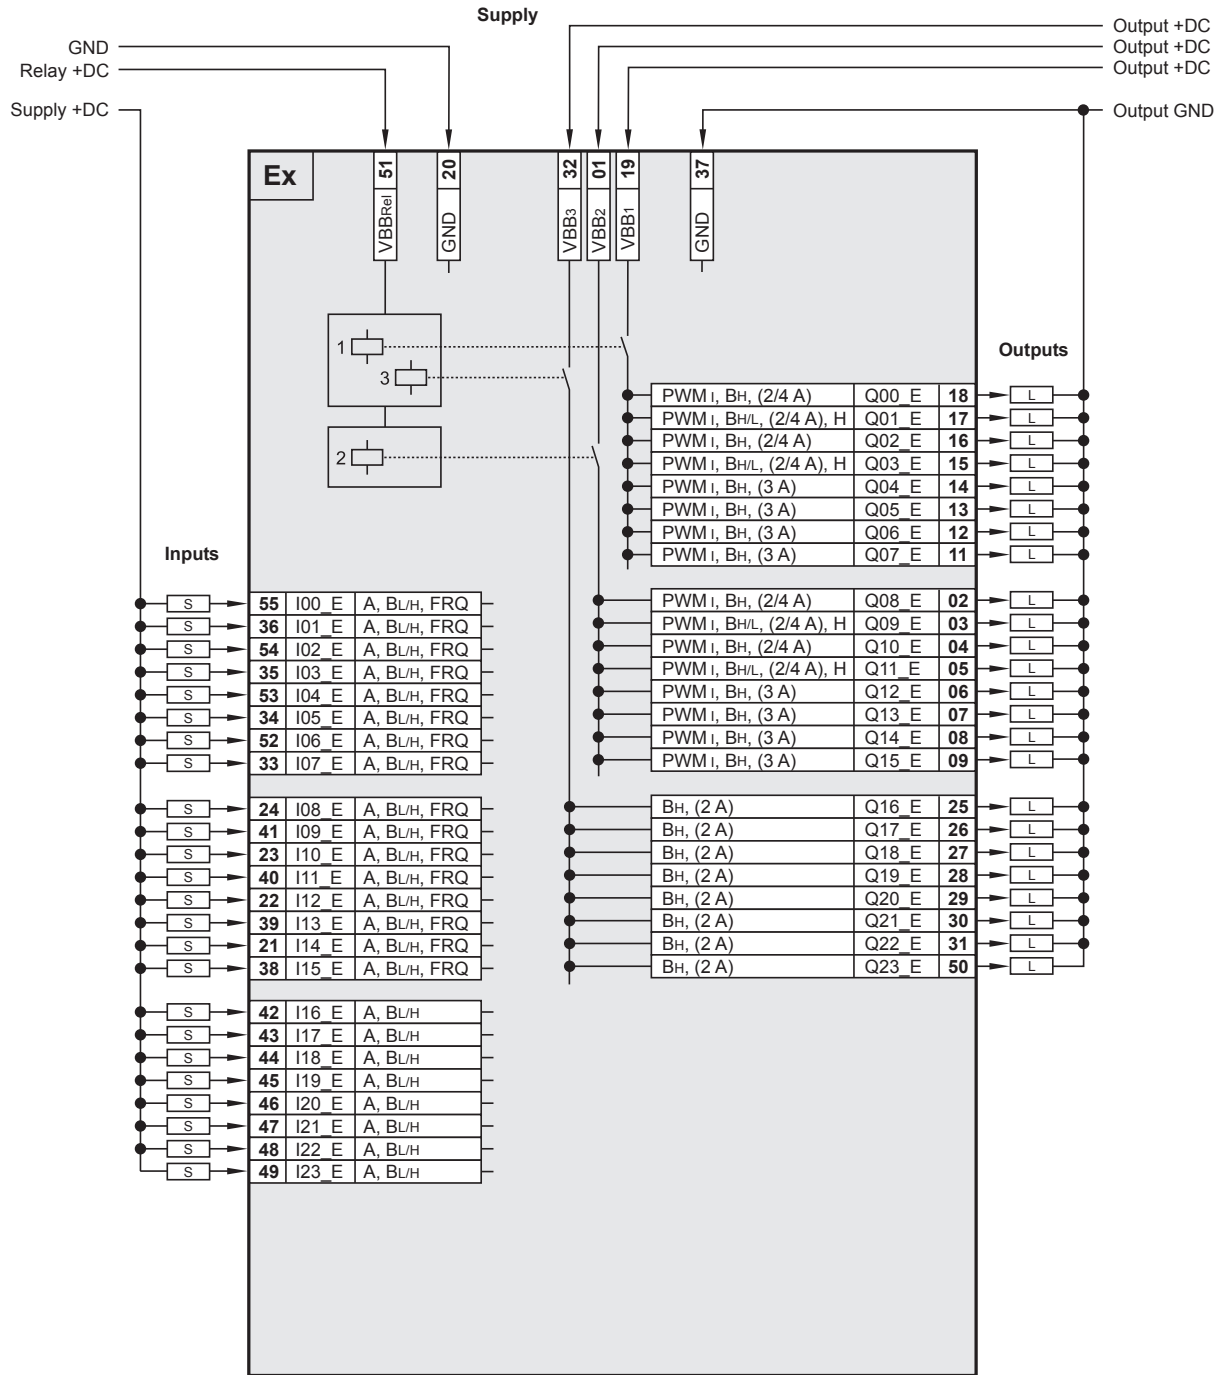 Supply
Output +DC
GND Output +DC
Relay +DC Output +DC
Supply +DC Output GND
Ex
51 VBBRel
20 GND
32 VBB3
01 VBB2
19 VBB1
37 GND
1
3
2
Outputs
PWM I, BH, (2/4 A) Q00_E 18 L
PWM I, BH/L, (2/4 A), H Q01_E 17 L
PWM I, BH, (2/4 A) Q02_E 16 L
PWM I, BH/L, (2/4 A), H Q03_E 15 L
PWM I, BH, (3 A) Q04_E 14 L
PWM I, BH, (3 A) Q05_E 13 L
PWM I, BH, (3 A) Q06_E 12 L
PWM I, BH, (3 A) Q07_E 11 L
PWM I, BH, (2/4 A) Q08_E 02 L
PWM I, BH/L, (2/4 A), H Q09_E 03 L
PWM I, BH, (2/4 A) Q10_E 04 L
PWM I, BH/L, (2/4 A), H Q11_E 05 L
PWM I, BH, (3 A) Q12_E 06 L
PWM I, BH, (3 A) Q13_E 07 L
PWM I, BH, (3 A) Q14_E 08 L
PWM I, BH, (3 A) Q15_E 09 L
BH, (2 A) Q16_E 25 L
BH, (2 A) Q17_E 26 L
BH, (2 A) Q18_E 27 L
BH, (2 A) Q19_E 28 L
BH, (2 A) Q20_E 29 L
BH, (2 A) Q21_E 30 L
BH, (2 A) Q22_E 31 L
BH, (2 A) Q23_E 50 L
Inputs
S 55 I00_E A, BL/H, FRQ
S 36 I01_E A, BL/H, FRQ
S 54 I02_E A, BL/H, FRQ
S 35 I03_E A, BL/H, FRQ
S 53 I04_E A, BL/H, FRQ
S 34 I05_E A, BL/H, FRQ
S 52 I06_E A, BL/H, FRQ
S 33 I07_E A, BL/H, FRQ
S 24 I08_E A, BL/H, FRQ
S 41 I09_E A, BL/H, FRQ
S 23 I10_E A, BL/H, FRQ
S 40 I11_E A, BL/H, FRQ
S 22 I12_E A, BL/H, FRQ
S 39 I13_E A, BL/H, FRQ
S 21 I14_E A, BL/H, FRQ
S 38 I15_E A, BL/H, FRQ
S 42 I16_E A, BL/H
S 43 I17_E A, BL/H
S 44 I18_E A, BL/H
S 45 I19_E A, BL/H
S 46 I20_E A, BL/H
S 47 I21_E A, BL/H
S 48 I22_E A, BL/H
S 49 I23_E A, BL/H